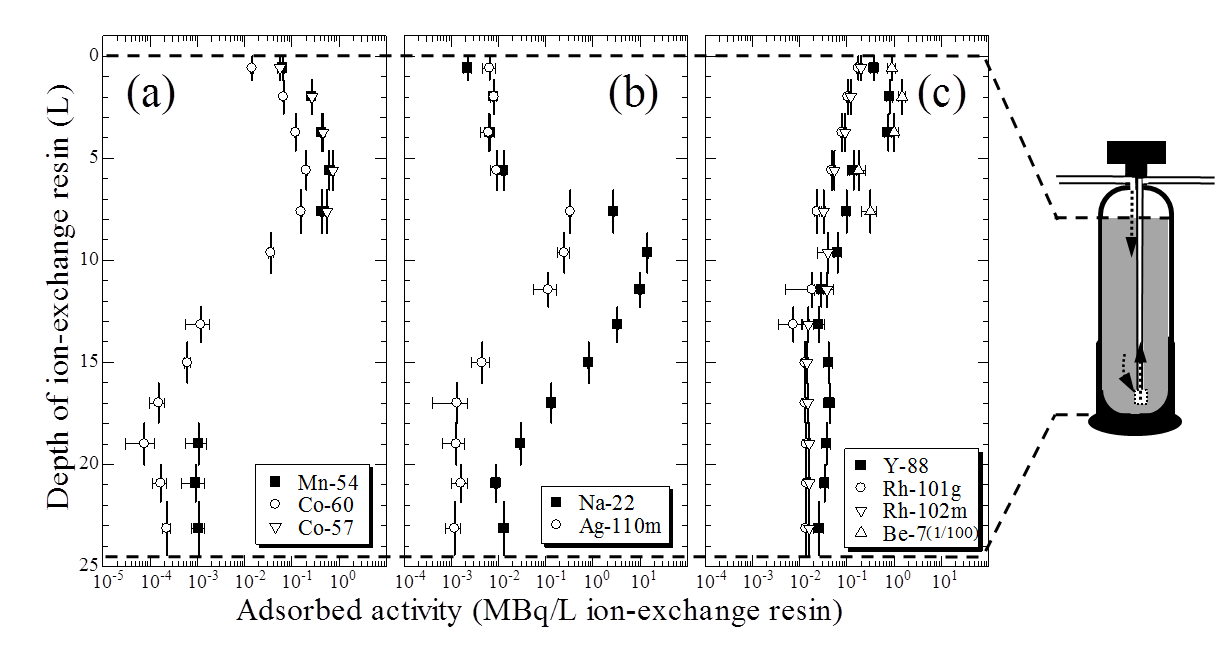 (a)
(b)
(c)
Depth of ion-exchange resin (L)
0
5
10
15
20
25
Mn-54
Co-60
Co-57
Na-22
Ag-110m
Y-88
Rh-101g
Rh-102m
Be-7(1/100)
10⁻⁵ 10⁻⁴ 10⁻³ 10⁻² 10⁻¹ 10⁰
10⁻⁴ 10⁻³ 10⁻² 10⁻¹ 10⁰ 10¹
10⁻⁴ 10⁻³ 10⁻² 10⁻¹ 10⁰ 10¹
Adsorbed activity (MBq/L ion-exchange resin)